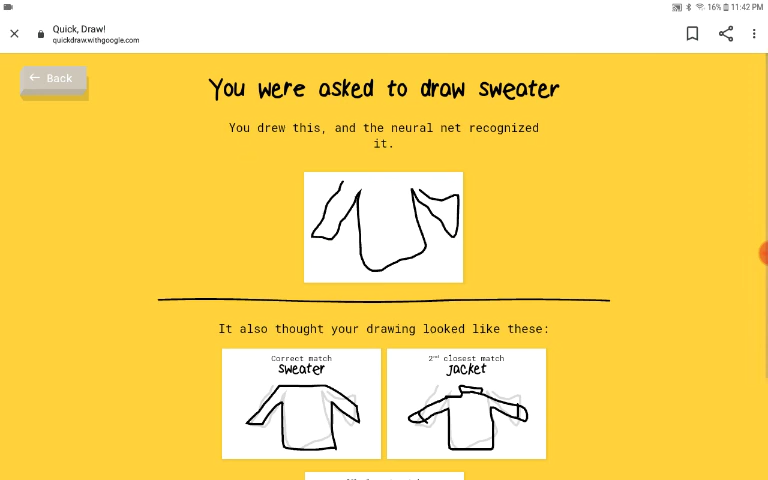 16% 11:42 PM
Quick, Draw!
quickdraw.withgoogle.com
← Back
You were asked to draw sweater
You drew this, and the neural net recognized
it.
It also thought your drawing looked like these:
Correct match
sweater
2nd closest match
jacket